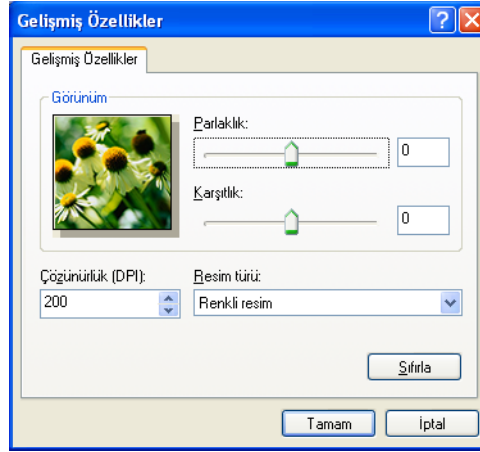 Gelişmiş Özellikler
Gelişmiş Özellikler
Görünüm
Parlaklık:
0
Karşıtlık:
0
Çözünürlük (DPI): Resim türü:
200 Renkli resim
Sıfırla
Tamam İptal